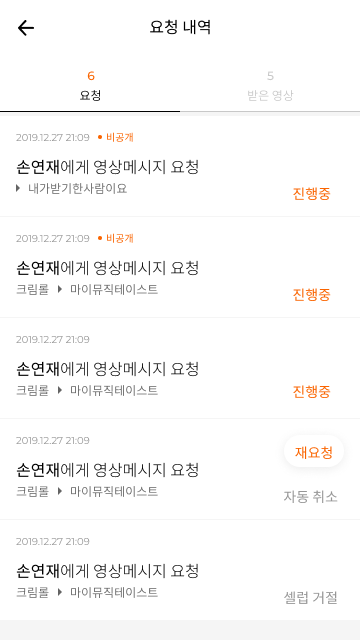 요청 내역
6
요청
5
받은 영상
2019.12.27 21:09 • 비공개
손연재에게 영상메시지 요청
내가받기한사람이요
진행중
2019.12.27 21:09 • 비공개
손연재에게 영상메시지 요청
크림롤 마이뮤직테이스트
진행중
2019.12.27 21:09
손연재에게 영상메시지 요청
크림롤 마이뮤직테이스트
진행중
2019.12.27 21:09
손연재에게 영상메시지 요청
크림롤 마이뮤직테이스트
재요청
자동 취소
2019.12.27 21:09
손연재에게 영상메시지 요청
크림롤 마이뮤직테이스트
셀럽 거절